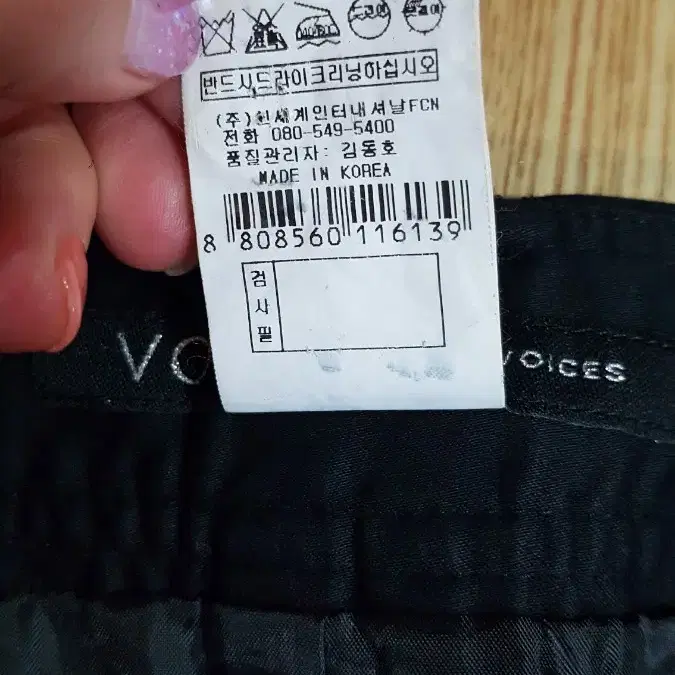 반드시드라이크리닝하십시오
(주)신세계인터내셔날FCN
전화 080-549-5400
품질관리자: 김동호
MADE IN KOREA
8 808560 116139
검사필
VO VOICES